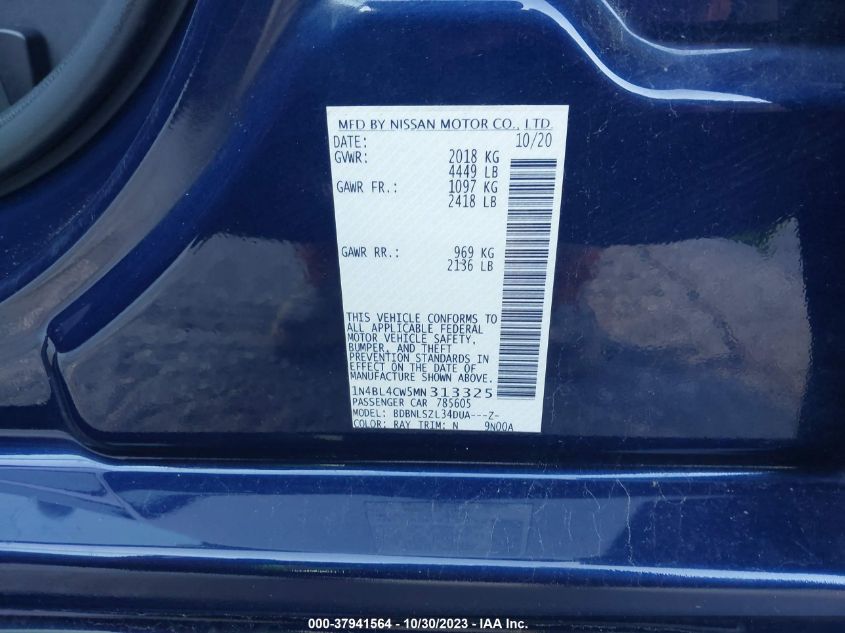 MFD BY NISSAN MOTOR CO., LTD.
DATE: 10/20
GVWR: 2018 KG
4449 LB
GAWR FR.: 1097 KG
2418 LB
GAWR RR.: 969 KG
2136 LB
THIS VEHICLE CONFORMS TO
ALL APPLICABLE FEDERAL
MOTOR VEHICLE SAFETY,
BUMPER, AND THEFT
PREVENTION STANDARDS IN
EFFECT ON THE DATE OF
MANUFACTURE SHOWN ABOVE.
1N4BL4CW5MN313325
PASSENGER CAR 785605
MODEL: BDBNLSZL34DUA---Z-
COLOR: RAY TRIM: N 9N00A
000-37941564 | 10/30/2023 | IAA Inc.